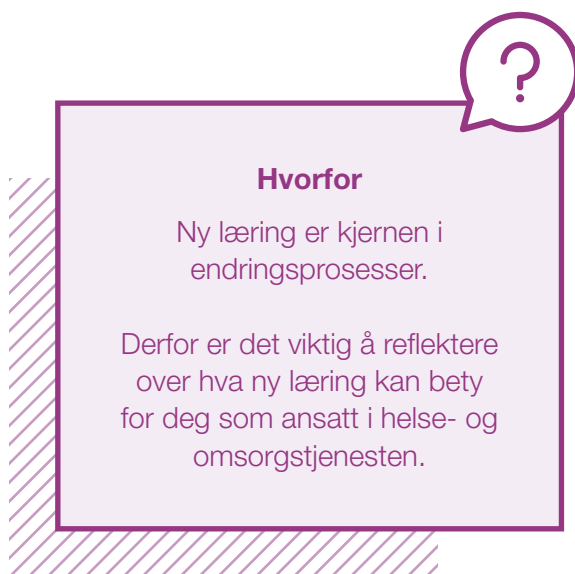 ?
Hvorfor
Ny læring er kjernen i
endringsprosesser.
Derfor er det viktig å reflektere
over hva ny læring kan bety
for deg som ansatt i helse- og
omsorgstjenesten.